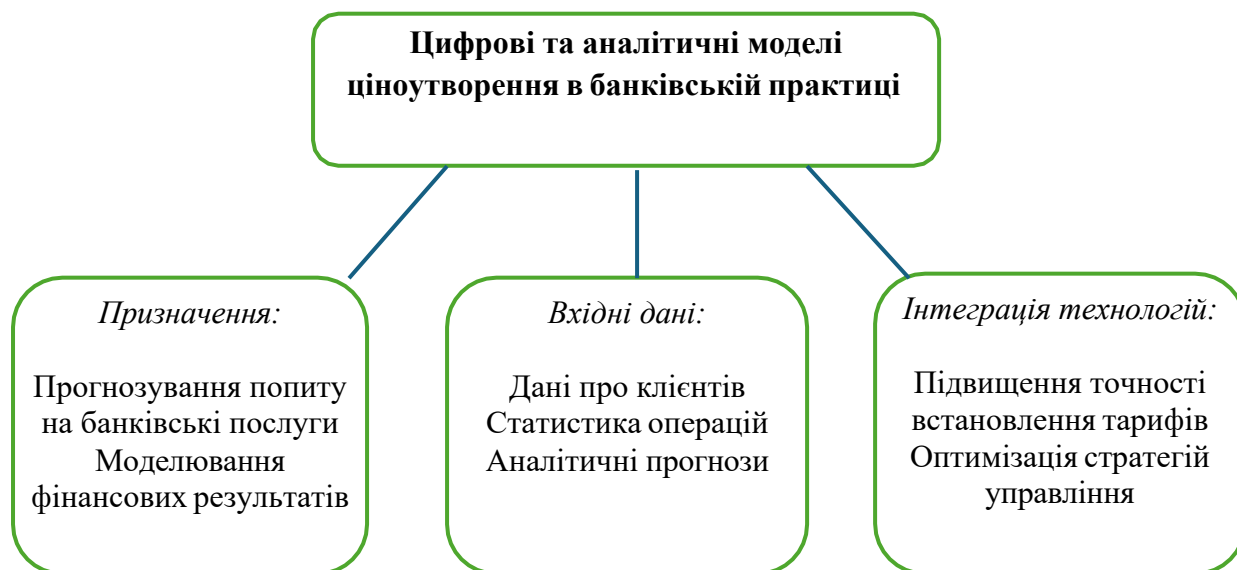 Цифрові та аналітичні моделі
ціноутворення в банківській практиці
Призначення:
Прогнозування попиту
на банківські послуги
Моделювання
фінансових результатів
Вхідні дані:
Дані про клієнтів
Статистика операцій
Аналітичні прогнози
Інтеграція технологій:
Підвищення точності
встановлення тарифів
Оптимізація стратегій
управління